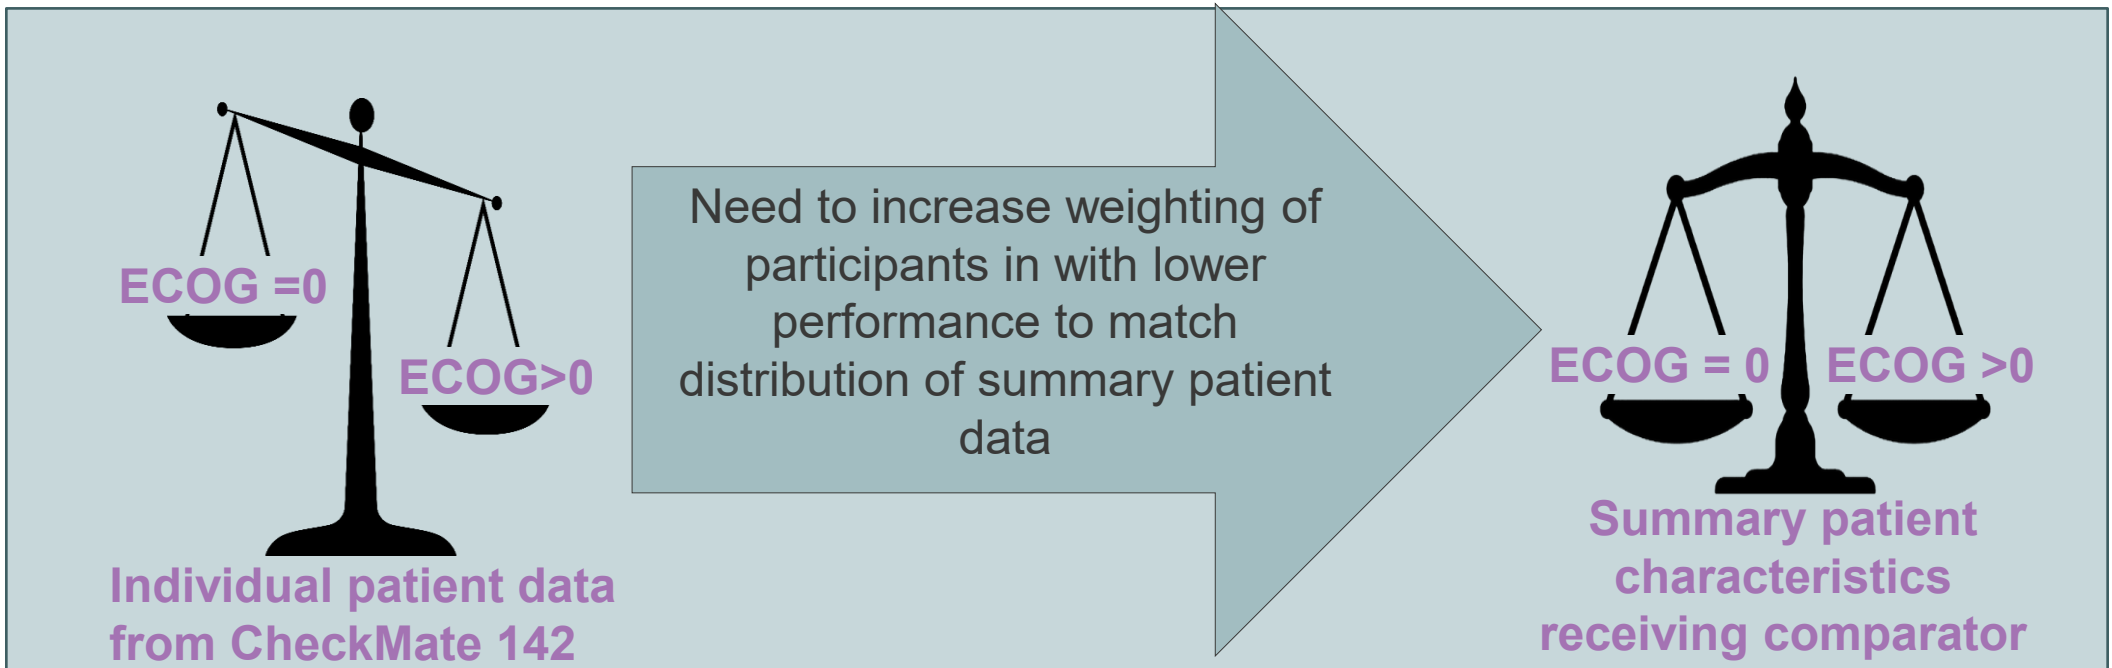 ECOG =0
ECOG>0
Individual patient data
from CheckMate 142
Need to increase weighting of
participants in with lower
performance to match
distribution of summary patient
data
ECOG = 0
ECOG >0
Summary patient
characteristics
receiving comparator